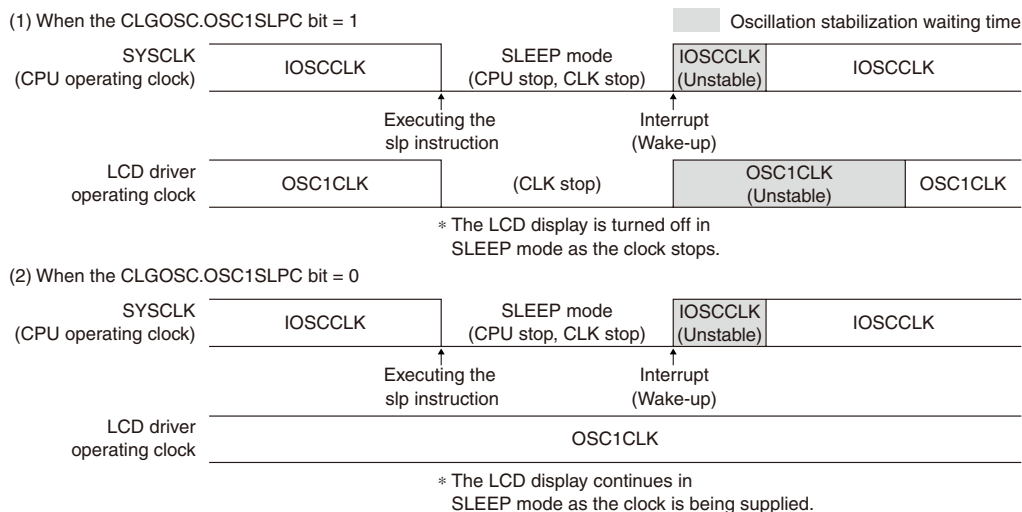 (1) When the CLGOSC.OSC1SLPC bit = 1
Oscillation stabilization waiting time
SYSCLK
(CPU operating clock)
IOSCCLK
SLEEP mode
(CPU stop, CLK stop)
IOSCCLK
(Unstable)
IOSCCLK
Executing the
slp instruction
Interrupt
(Wake-up)
LCD driver
operating clock
OSC1CLK
(CLK stop)
OSC1CLK
(Unstable)
OSC1CLK
* The LCD display is turned off in
SLEEP mode as the clock stops.
(2) When the CLGOSC.OSC1SLPC bit = 0
SYSCLK
(CPU operating clock)
IOSCCLK
SLEEP mode
(CPU stop, CLK stop)
IOSCCLK
(Unstable)
IOSCCLK
Executing the
slp instruction
Interrupt
(Wake-up)
LCD driver
operating clock
OSC1CLK
* The LCD display continues in
SLEEP mode as the clock is being supplied.